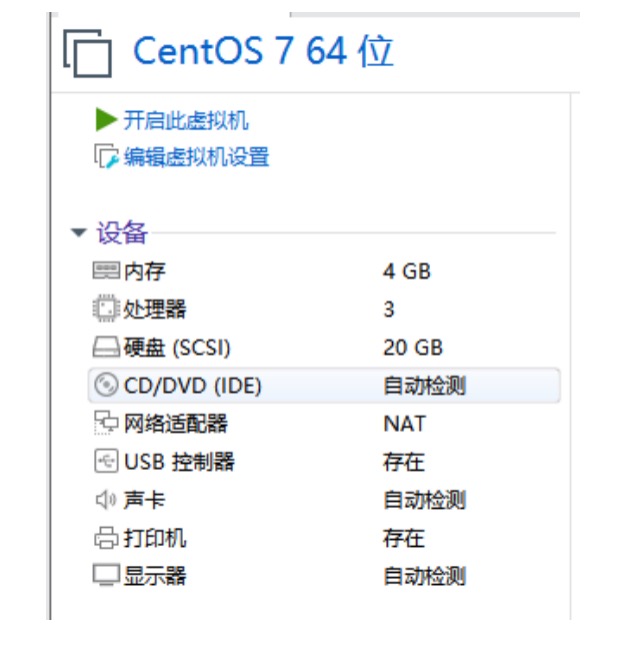 CentOS 7 64 位
开启此虚拟机
编辑虚拟机设置
设备
内存 4 GB
处理器 3
硬盘 (SCSI) 20 GB
CD/DVD (IDE) 自动检测
网络适配器 NAT
USB 控制器 存在
声卡 自动检测
打印机 存在
显示器 自动检测